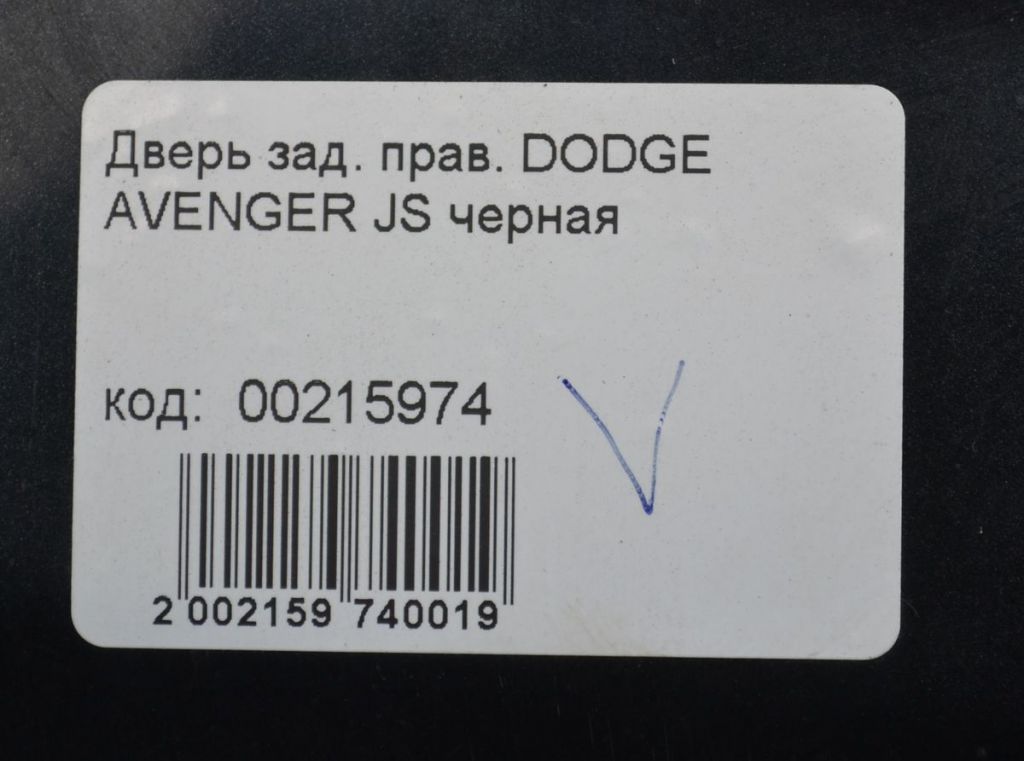 Дверь зад. прав. DODGE
AVENGER JS черная
код: 00215974
2 002159 740019